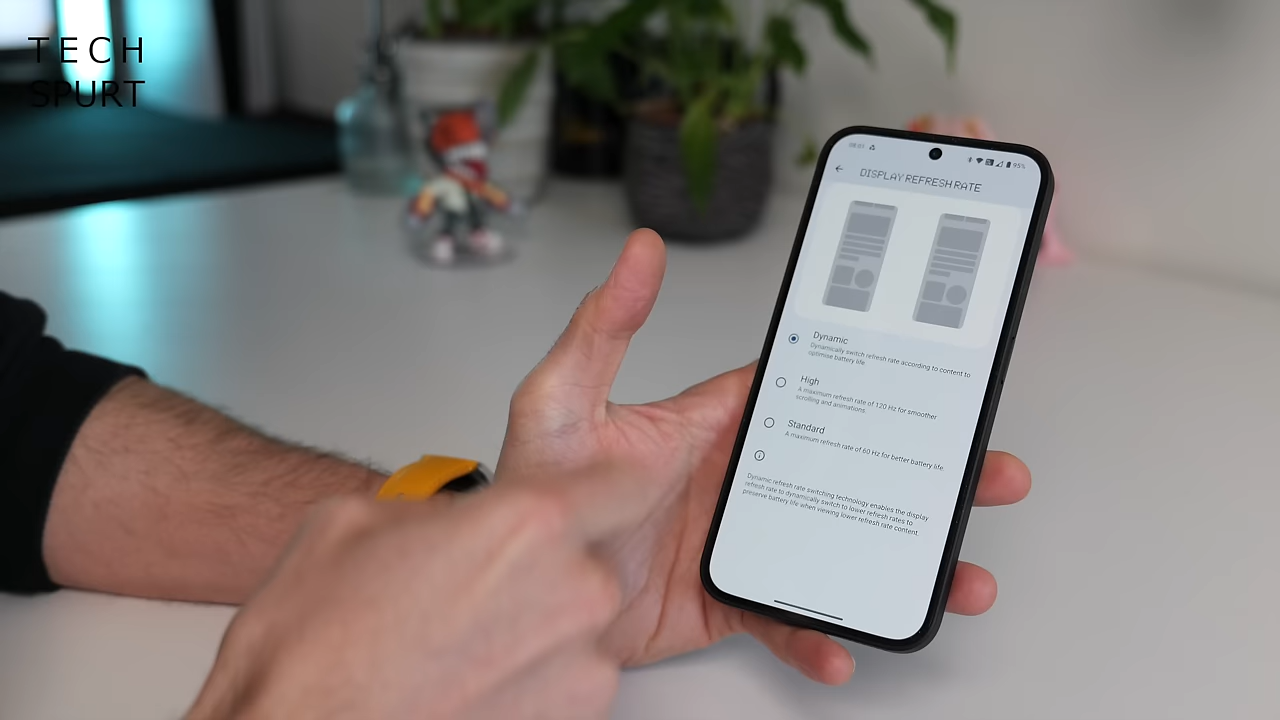 TECH
SPURT
95%
DISPLAY REFRESH RATE
Dynamic
Dynamically switch refresh rate according to content to
optimise battery life.
High
A maximum refresh rate of 120 Hz for smoother
scrolling and animations.
Standard
A maximum refresh rate of 60 Hz for better battery life.
Dynamic refresh rate switching technology enables the display
refresh rate to dynamically switch to lower refresh rates to
preserve battery life when viewing lower refresh rate content.